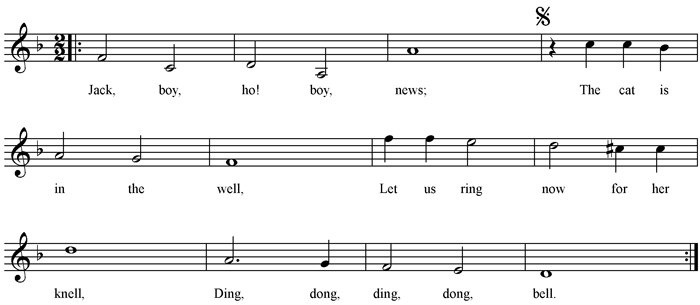 Jack, boy, ho! boy, news; The cat is
in the well, Let us ring now for her
knell, Ding, dong, ding, dong, bell.